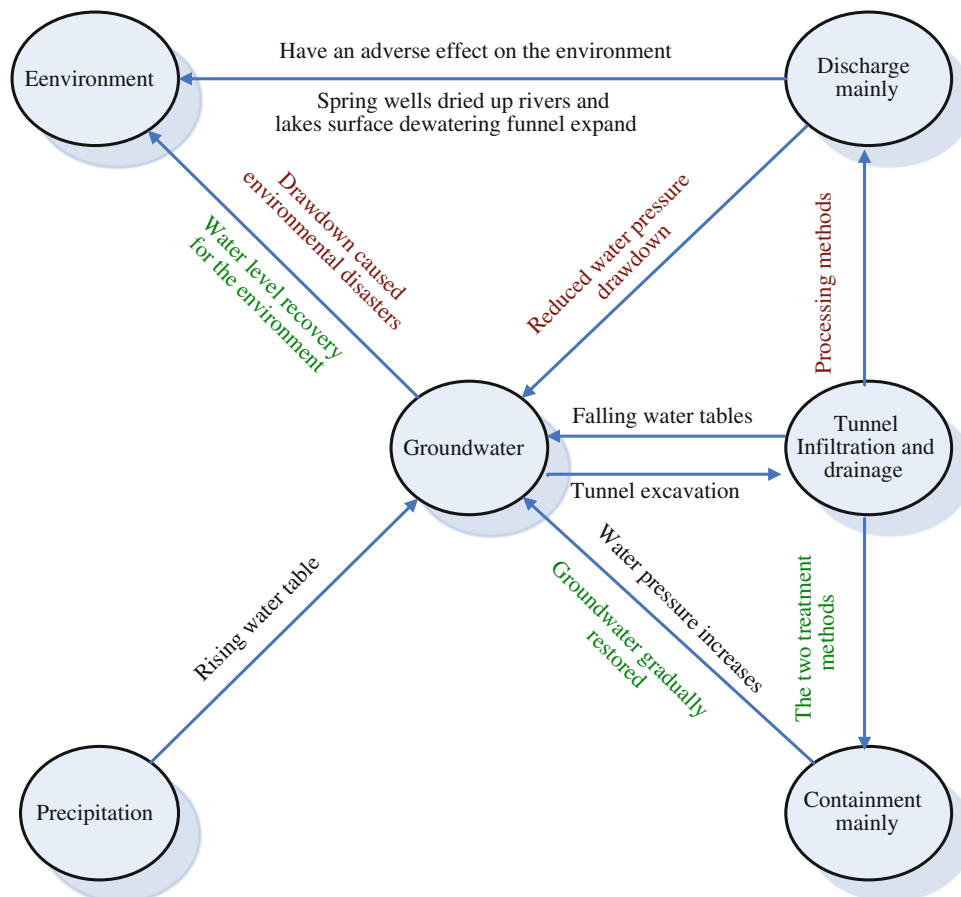 Eenvironment
Have an adverse effect on the environment
Spring wells dried up rivers and
lakes surface dewatering funnel expand
Discharge
mainly
Drawdown caused
environmental disasters
Water level recovery
for the environment
Reduced water pressure
drawdown
Processing methods
Groundwater
Falling water tables
Tunnel excavation
Tunnel
Infiltration and
drainage
Rising water table
Water pressure increases
Groundwater gradually
restored
The two treatment
methods
Precipitation
Containment
mainly